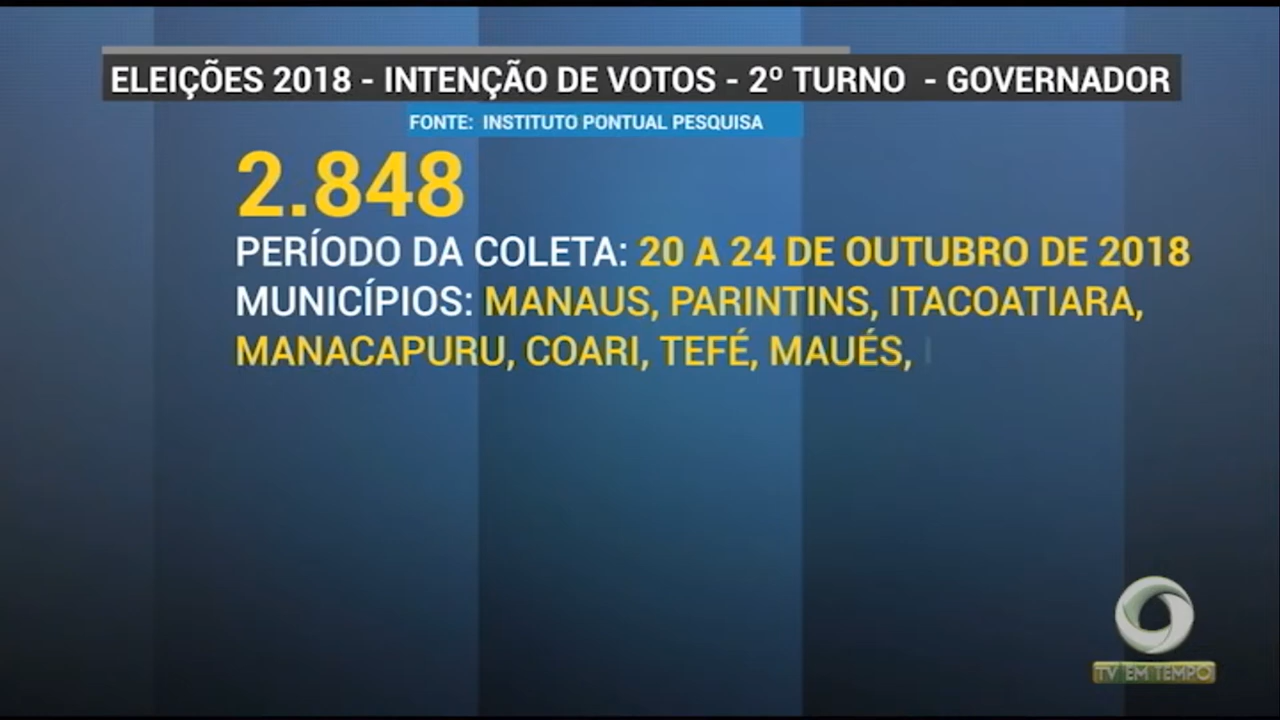 ELEIÇÕES 2018 - INTENÇÃO DE VOTOS - 2º TURNO - GOVERNADOR
FONTE: INSTITUTO PONTUAL PESQUISA
2.848
PERÍODO DA COLETA: 20 A 24 DE OUTUBRO DE 2018
MUNICÍPIOS: MANAUS, PARINTINS, ITACOATIARA,
MANACAPURU, COARI, TEFÉ, MAUÉS,
TV EM TEMPO